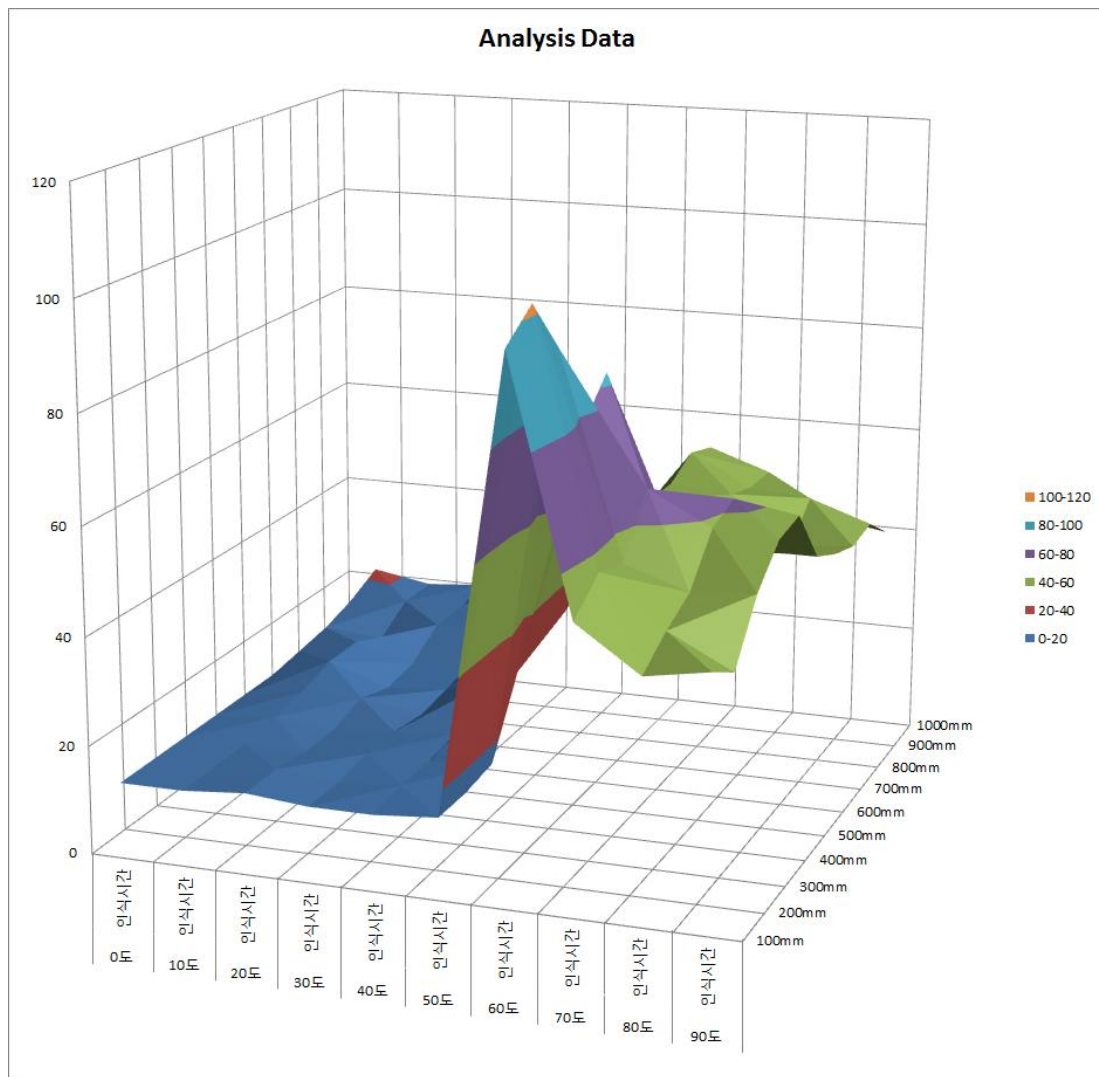 Analysis Data
120
100
80
60
40
20
0
100-120
80-100
60-80
40-60
20-40
0-20
1000mm
900mm
800mm
700mm
600mm
500mm
400mm
300mm
200mm
100mm
인식시간
인식시간
인식시간
인식시간
인식시간
인식시간
인식시간
인식시간
인식시간
인식시간
0도
10도
20도
30도
40도
50도
60도
70도
80도
90도